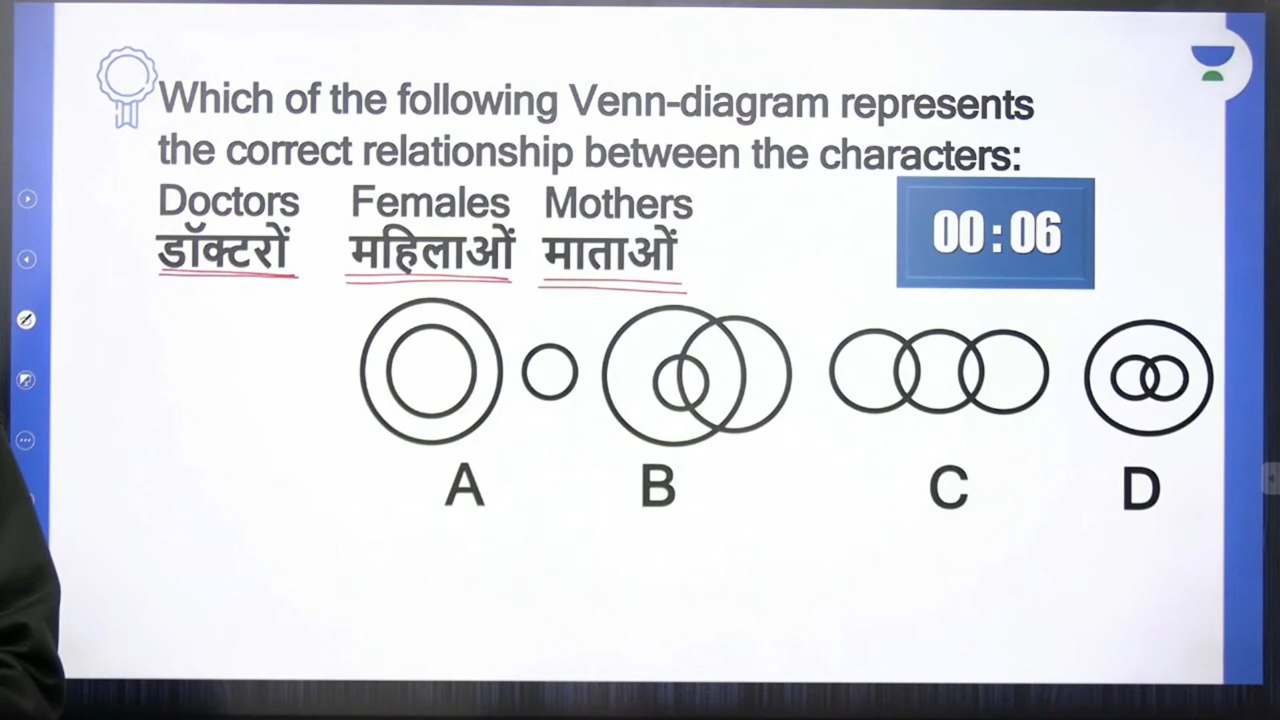 Which of the following Venn-diagram represents
the correct relationship between the characters:
Doctors Females Mothers
डॉक्टरों महिलाओं माताओं
00:06
A B C D